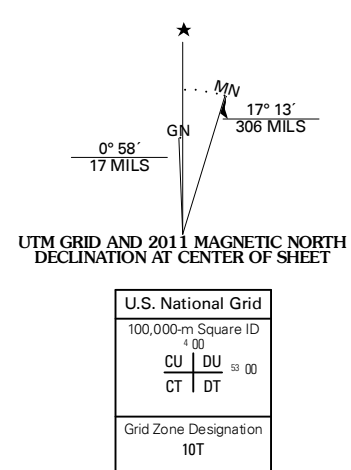 MN
17° 13´
306 MILS
GN
0° 58´
17 MILS
UTM GRID AND 2011 MAGNETIC NORTH
DECLINATION AT CENTER OF SHEET
U.S. National Grid
100,000-m Square ID
4 00
CU DU 53 00
CT DT
Grid Zone Designation
10T